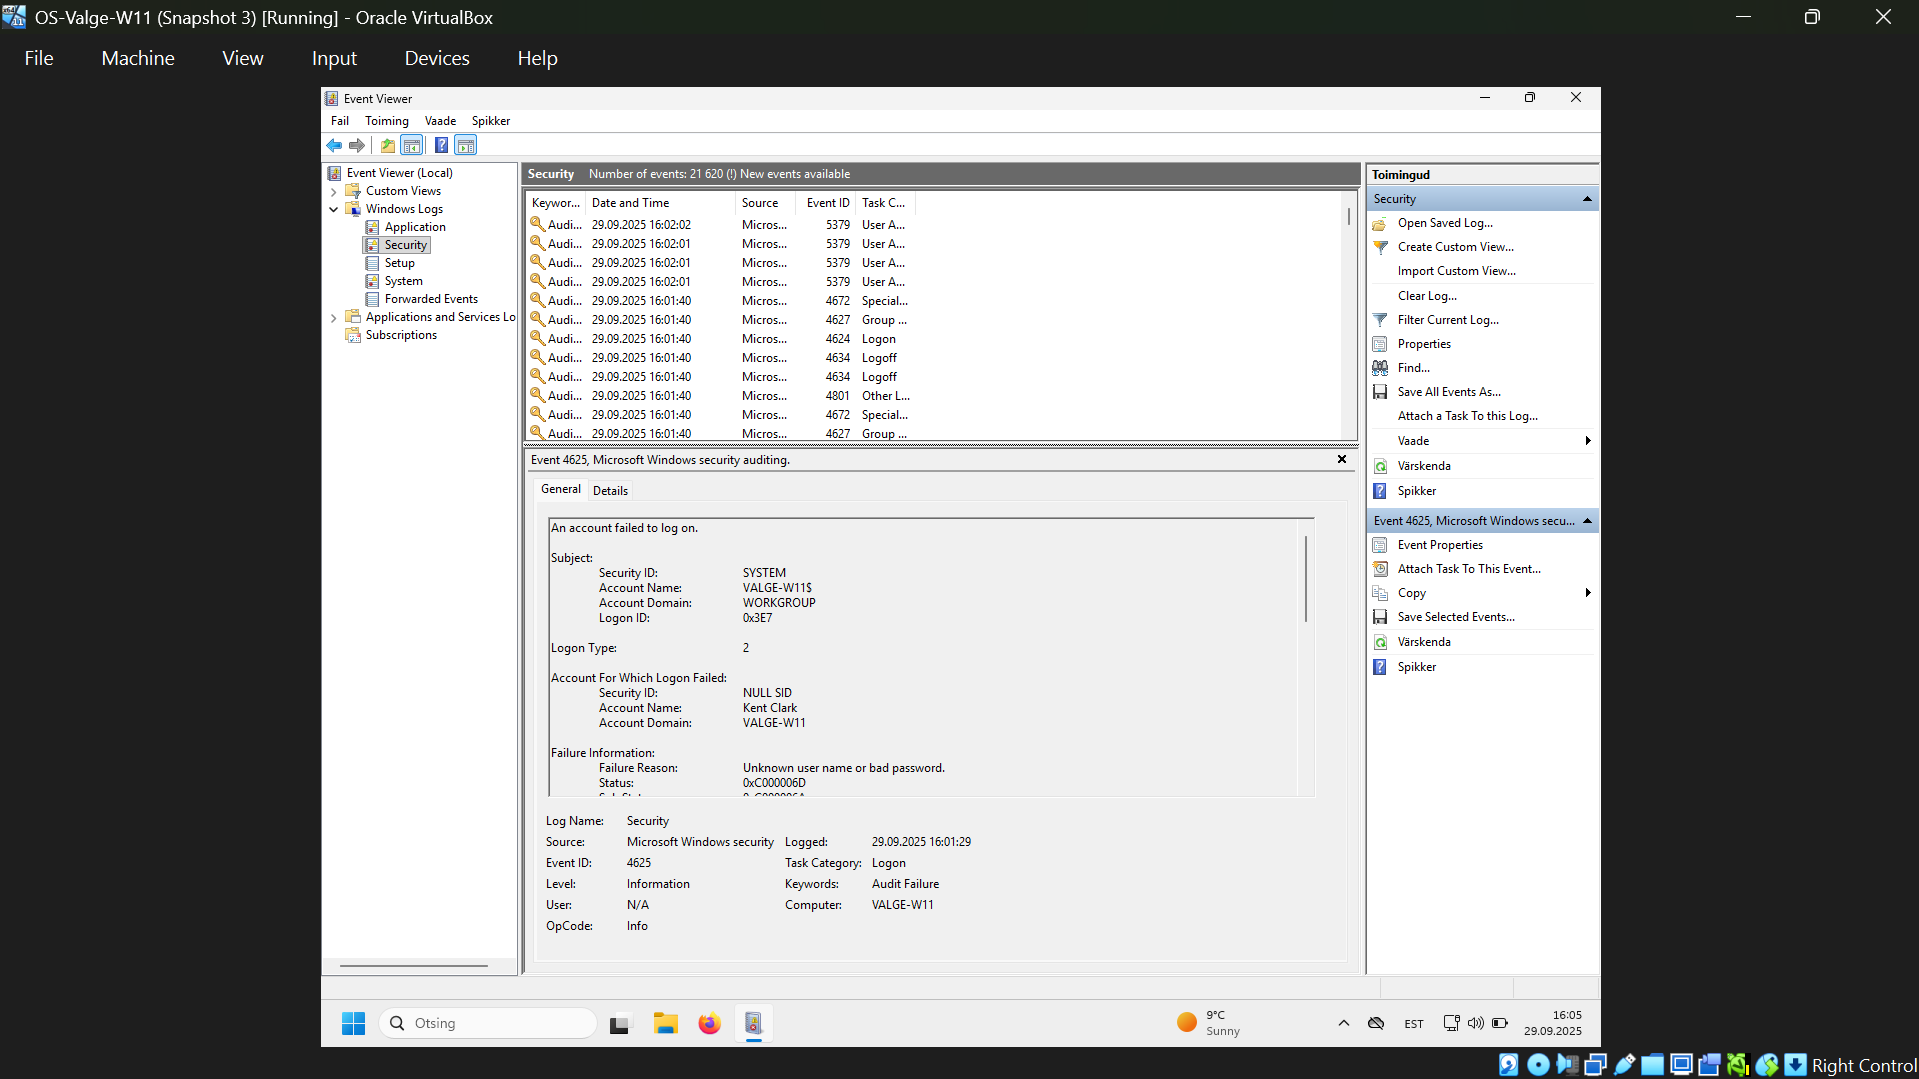 OS-Valge-W11 (Snapshot 3) [Running] - Oracle VirtualBox
File Machine View Input Devices Help
Event Viewer
Fail Toiming Vaade Spikker
Event Viewer (Local)
Custom Views
Windows Logs
Application
Security
Setup
System
Forwarded Events
Applications and Services Lo
Subscriptions
Security Number of events: 21 620 (!) New events available
Keywor... Date and Time Source Event ID Task C...
Audi... 29.09.2025 16:02:02 Micros... 5379 User A...
Audi... 29.09.2025 16:02:01 Micros... 5379 User A...
Audi... 29.09.2025 16:02:01 Micros... 5379 User A...
Audi... 29.09.2025 16:02:01 Micros... 5379 User A...
Audi... 29.09.2025 16:01:40 Micros... 4672 Special...
Audi... 29.09.2025 16:01:40 Micros... 4627 Group ...
Audi... 29.09.2025 16:01:40 Micros... 4624 Logon
Audi... 29.09.2025 16:01:40 Micros... 4634 Logoff
Audi... 29.09.2025 16:01:40 Micros... 4634 Logoff
Audi... 29.09.2025 16:01:40 Micros... 4801 Other L...
Audi... 29.09.2025 16:01:40 Micros... 4672 Special...
Audi... 29.09.2025 16:01:40 Micros... 4627 Group ...
Event 4625, Microsoft Windows security auditing.
General Details
An account failed to log on.
Subject:
Security ID: SYSTEM
Account Name: VALGE-W11$
Account Domain: WORKGROUP
Logon ID: 0x3E7
Logon Type: 2
Account For Which Logon Failed:
Security ID: NULL SID
Account Name: Kent Clark
Account Domain: VALGE-W11
Failure Information:
Failure Reason: Unknown user name or bad password.
Status: 0xC000006D
Log Name: Security
Source: Microsoft Windows security Logged: 29.09.2025 16:01:29
Event ID: 4625 Task Category: Logon
Level: Information Keywords: Audit Failure
User: N/A Computer: VALGE-W11
OpCode: Info
Toimingud
Security
Open Saved Log...
Create Custom View...
Import Custom View...
Clear Log...
Filter Current Log...
Properties
Find...
Save All Events As...
Attach a Task To this Log...
Vaade
Värskenda
Spikker
Event 4625, Microsoft Windows secu...
Event Properties
Attach Task To This Event...
Copy
Save Selected Events...
Värskenda
Spikker
Otsing
9°C
Sunny
EST
16:05
29.09.2025
Right Control